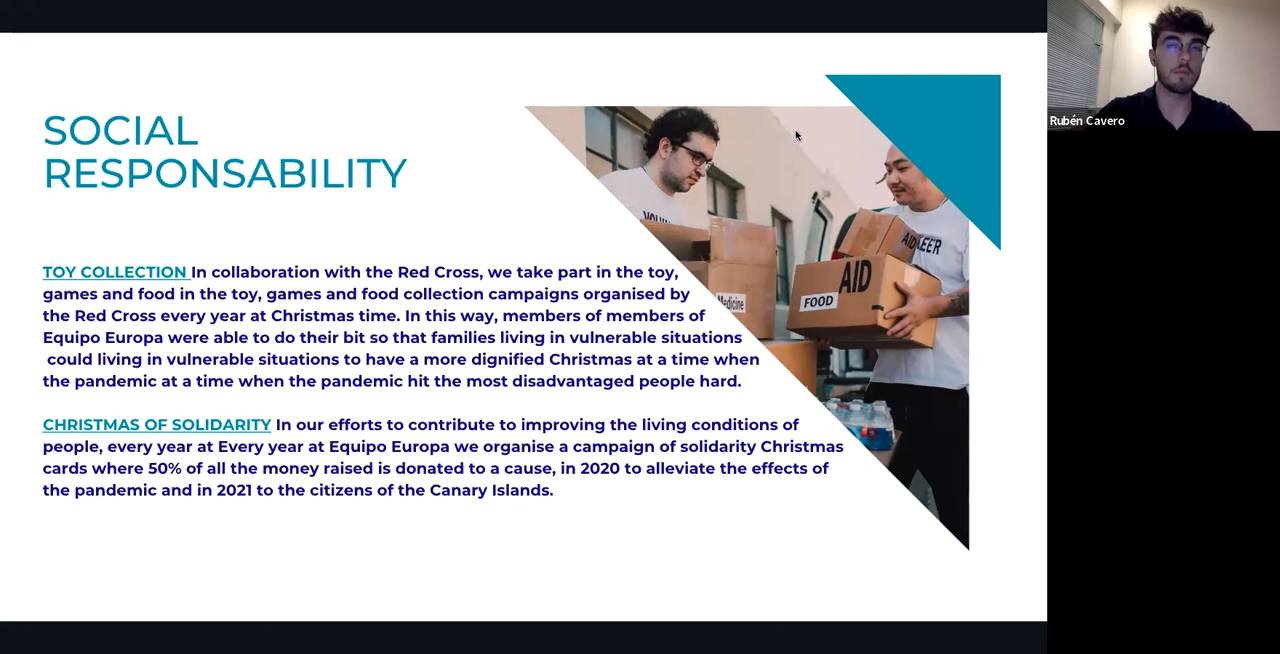 SOCIAL
RESPONSABILITY
TOY COLLECTION In collaboration with the Red Cross, we take part in the toy,
games and food in the toy, games and food collection campaigns organised by
the Red Cross every year at Christmas time. In this way, members of members of
Equipo Europa were able to do their bit so that families living in vulnerable situations
could living in vulnerable situations to have a more dignified Christmas at a time when
the pandemic at a time when the pandemic hit the most disadvantaged people hard.
CHRISTMAS OF SOLIDARITY In our efforts to contribute to improving the living conditions of
people, every year at Every year at Equipo Europa we organise a campaign of solidarity Christmas
cards where 50% of all the money raised is donated to a cause, in 2020 to alleviate the effects of
the pandemic and in 2021 to the citizens of the Canary Islands.
AID
AID
FOOD
Medicine
Rubén Cavero